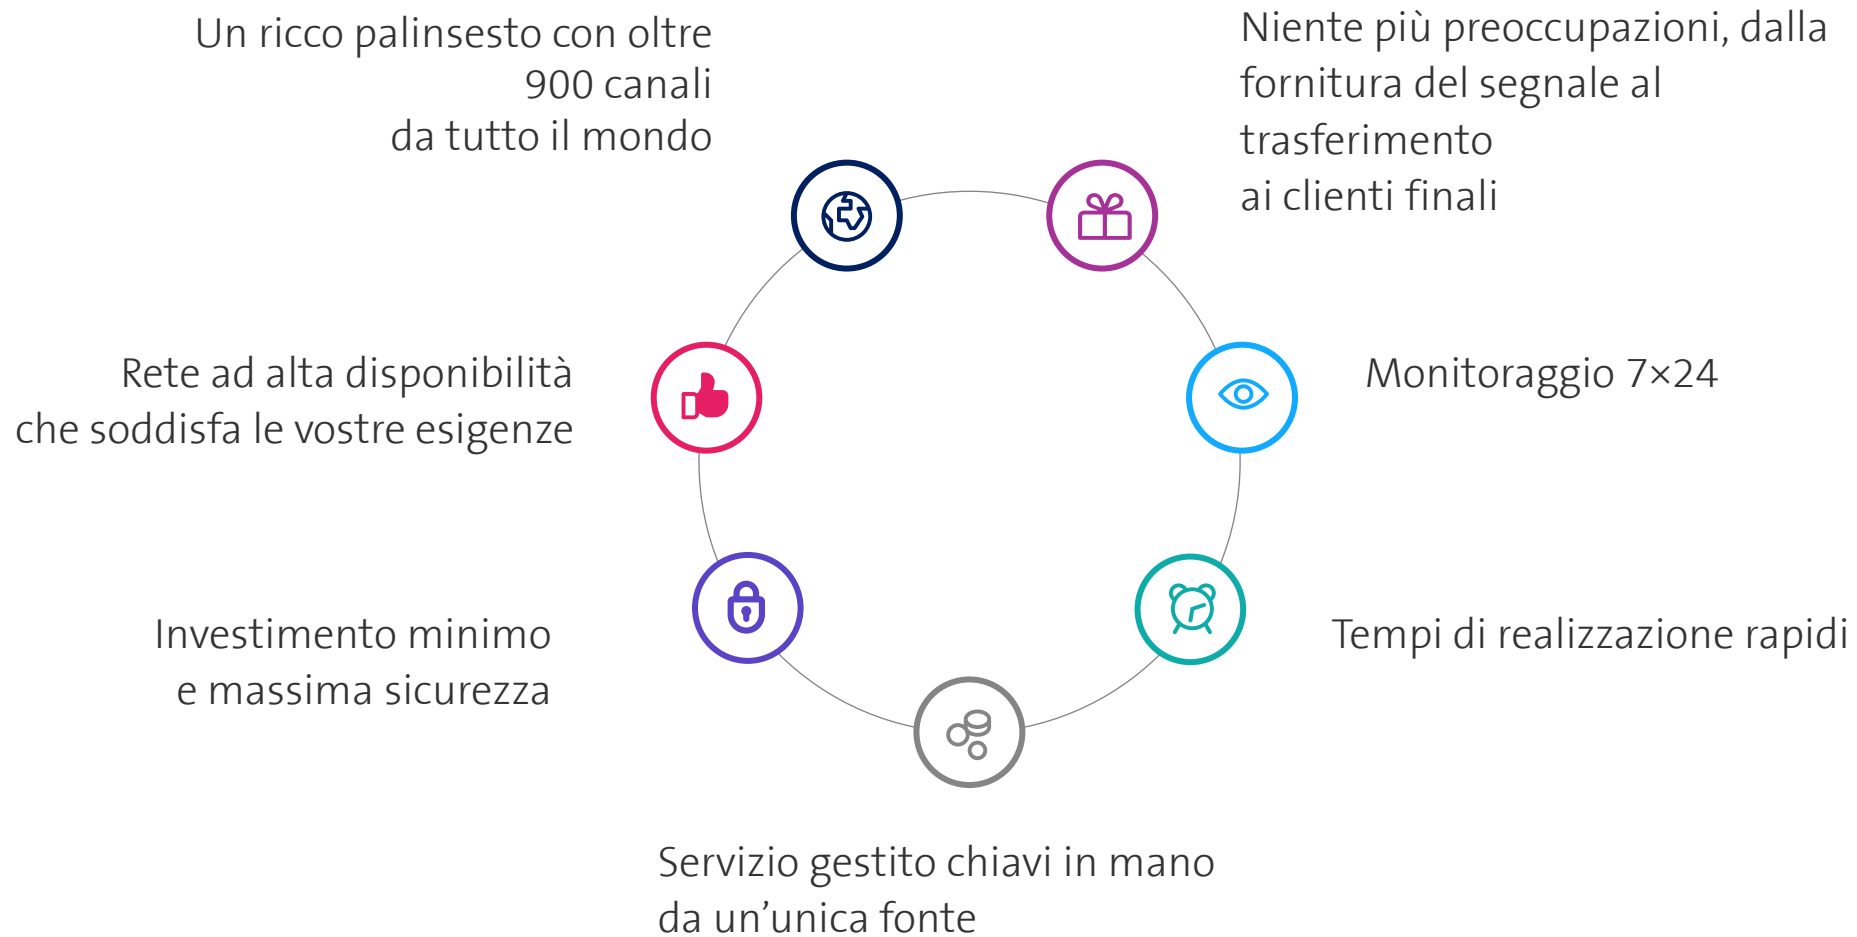 Un ricco palinsesto con oltre
900 canali
da tutto il mondo
Niente più preoccupazioni, dalla
fornitura del segnale al
trasferimento
ai clienti finali
Rete ad alta disponibilità
che soddisfa le vostre esigenze
Monitoraggio 7×24
Investimento minimo
e massima sicurezza
Tempi di realizzazione rapidi
Servizio gestito chiavi in mano
da un’unica fonte